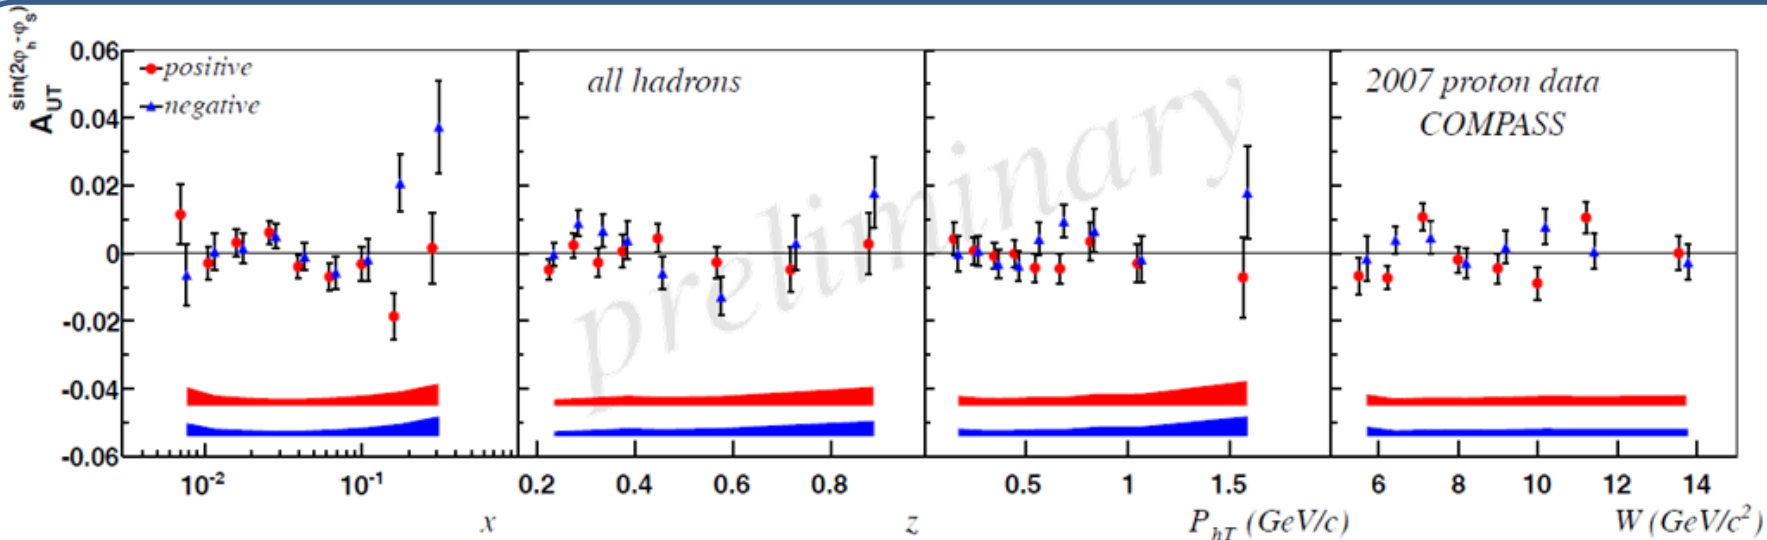 A_UT^sin(2φ_h-φ_s)
0.06
0.04
0.02
0
-0.02
-0.04
-0.06
positive
negative
all hadrons
2007 proton data
COMPASS
preliminary
10^-2 10^-1
x
0.2 0.4 0.6 0.8
z
0.5 1 1.5
P_hT (GeV/c)
6 8 10 12 14
W (GeV/c^2)